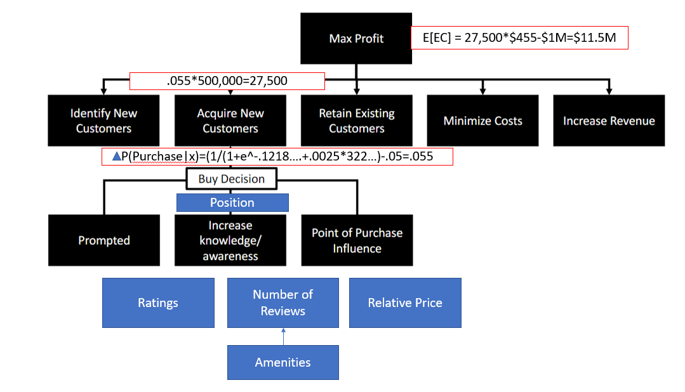 Max Profit
E[EC] = 27,500*$455-$1M=$11.5M
.055*500,000=27,500
Identify New
Customers
Acquire New
Customers
Retain Existing
Customers
Minimize Costs
Increase Revenue
▲P(Purchase|x)=(1/(1+e^-.1218....+.0025*322...)-.05=.055
Buy Decision
Position
Prompted
Increase
knowledge/
awareness
Point of Purchase
Influence
Ratings
Number of
Reviews
Relative Price
Amenities